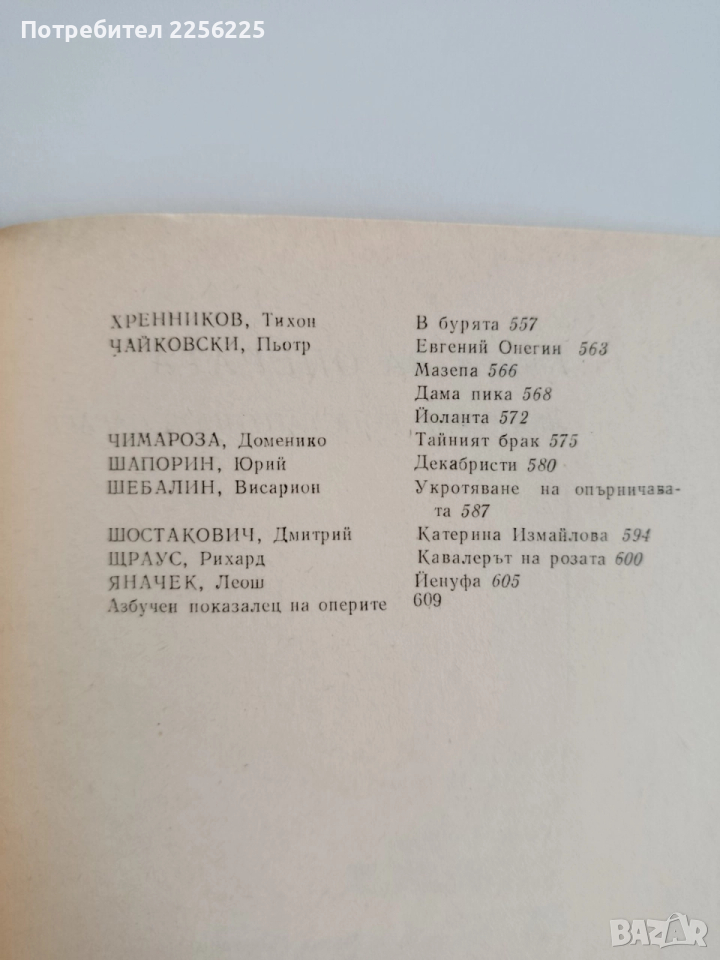 Потребител 2256225
ХРЕННИКОВ, Тихон В бурята 557
ЧАЙКОВСКИ, Пьотр Евгений Онегин 563
Мазепа 566
Дама пика 568
Йоланта 572
ЧИМАРОЗА, Доменико Тайният брак 575
ШАПОРИН, Юрий Декабристи 580
ШЕБАЛИН, Висарион Укротяване на опърничава-
та 587
ШОСТАКОВИЧ, Дмитрий Катерина Измайлова 594
ЩРАУС, Рихард Кавалерът на розата 600
ЯНАЧЕК, Леош Йенуфа 605
Азбучен показалец на оперите 609
BAZAR